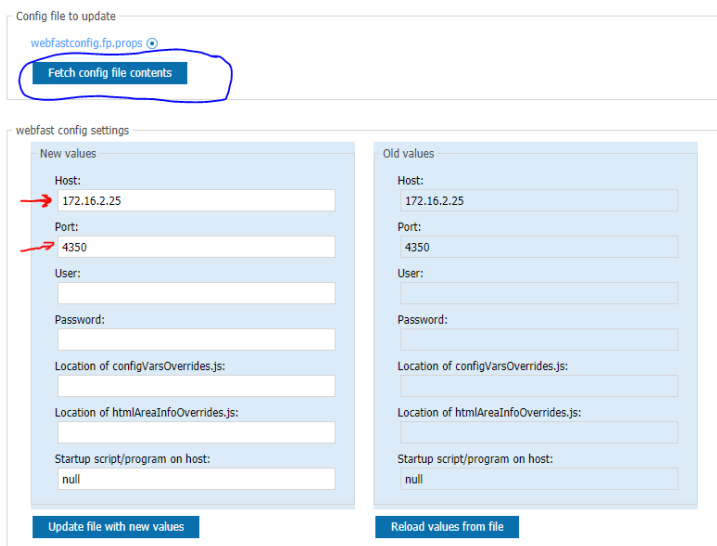 Config file to update
webfastconfig.fp.props
Fetch config file contents
webfast config settings
New values
Host:
172.16.2.25
Port:
4350
User:
Password:
Location of configVarsOverrides.js:
Location of htmlAreaInfoOverrides.js:
Startup script/program on host:
null
Update file with new values
Old values
Host:
172.16.2.25
Port:
4350
User:
Password:
Location of configVarsOverrides.js:
Location of htmlAreaInfoOverrides.js:
Startup script/program on host:
null
Reload values from file